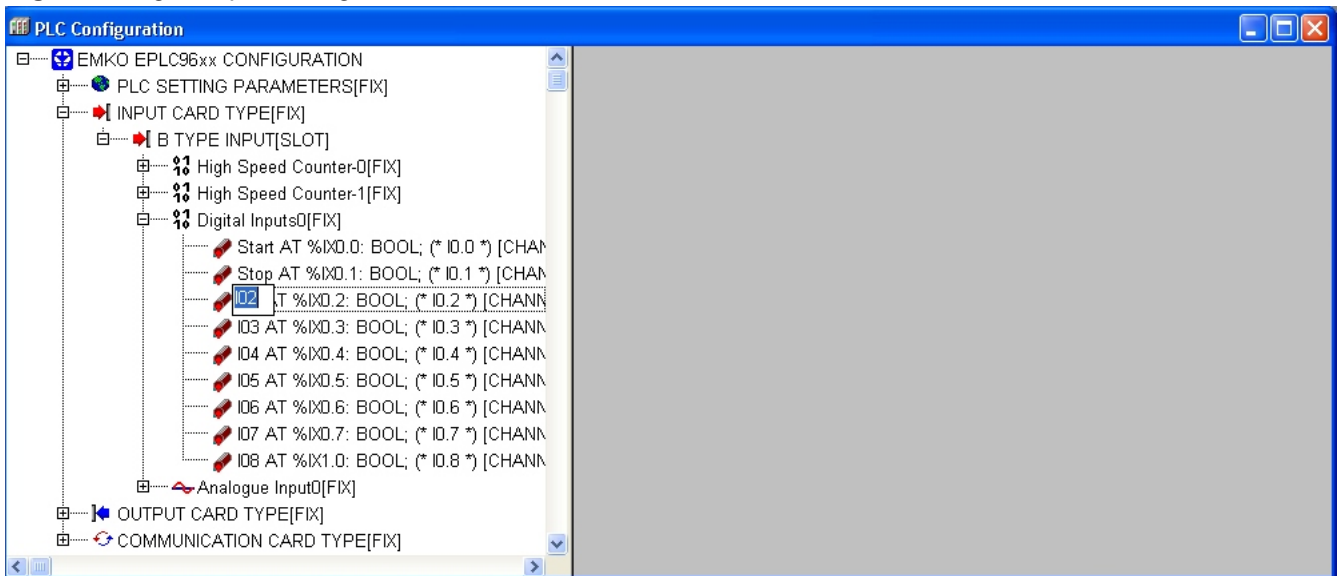 PLC Configuration
EMKO EPLC96xx CONFIGURATION
PLC SETTING PARAMETERS[FIX]
INPUT CARD TYPE[FIX]
B TYPE INPUT[SLOT]
High Speed Counter-0[FIX]
High Speed Counter-1[FIX]
Digital Inputs0[FIX]
Start AT %IX0.0: BOOL; (* I0.0 *) [CHAN
Stop AT %IX0.1: BOOL; (* I0.1 *) [CHAN
I02 AT %IX0.2: BOOL; (* I0.2 *) [CHANN
I03 AT %IX0.3: BOOL; (* I0.3 *) [CHANN
I04 AT %IX0.4: BOOL; (* I0.4 *) [CHANN
I05 AT %IX0.5: BOOL; (* I0.5 *) [CHANN
I06 AT %IX0.6: BOOL; (* I0.6 *) [CHANN
I07 AT %IX0.7: BOOL; (* I0.7 *) [CHANN
I08 AT %IX1.0: BOOL; (* I0.8 *) [CHANN
Analogue Input0[FIX]
OUTPUT CARD TYPE[FIX]
COMMUNICATION CARD TYPE[FIX]